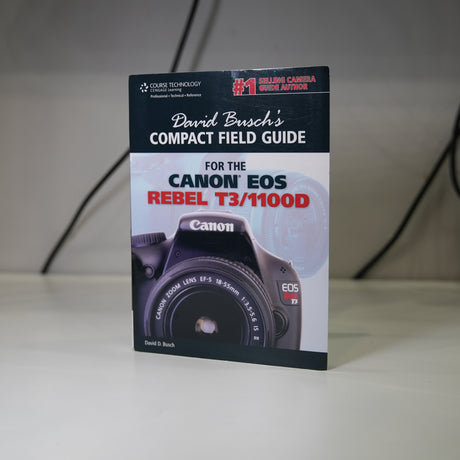 COURSE TECHNOLOGY
CENGAGE Learning
Professional • Technical • Reference
#1 SELLING CAMERA
GUIDE AUTHOR
David Busch's
COMPACT FIELD GUIDE
FOR THE
CANON® EOS
REBEL T3/1100D
Canon
CANON ZOOM LENS EF-S 18-55mm 1:3.5-5.6 IS II
EOS
T3
David D. Busch